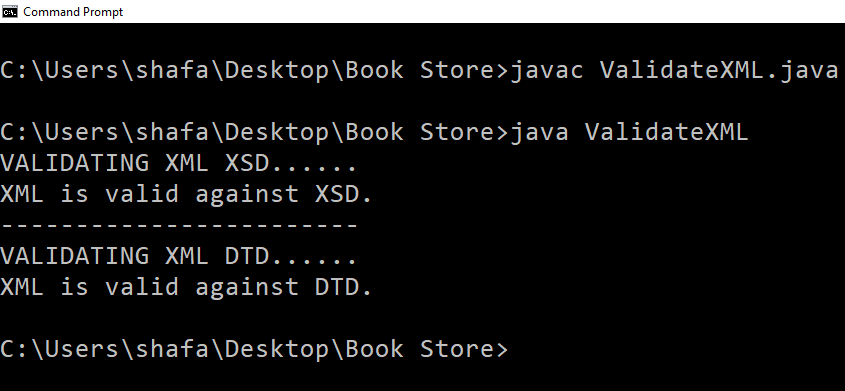 Command Prompt
C:\Users\shafa\Desktop\Book Store>javac ValidateXML.java
C:\Users\shafa\Desktop\Book Store>java ValidateXML
VALIDATING XML XSD......
XML is valid against XSD.
------------------------
VALIDATING XML DTD......
XML is valid against DTD.
C:\Users\shafa\Desktop\Book Store>